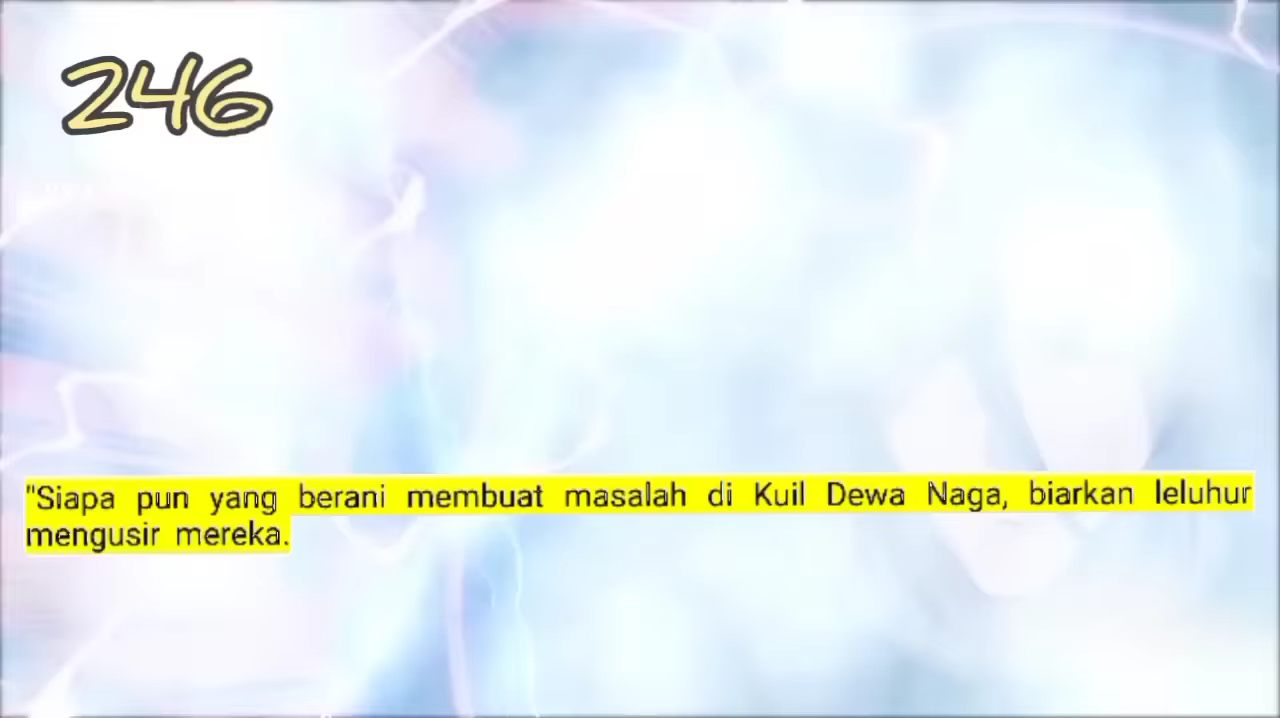 246
"Siapa pun yang berani membuat masalah di Kuil Dewa Naga, biarkan leluhur
mengusir mereka.